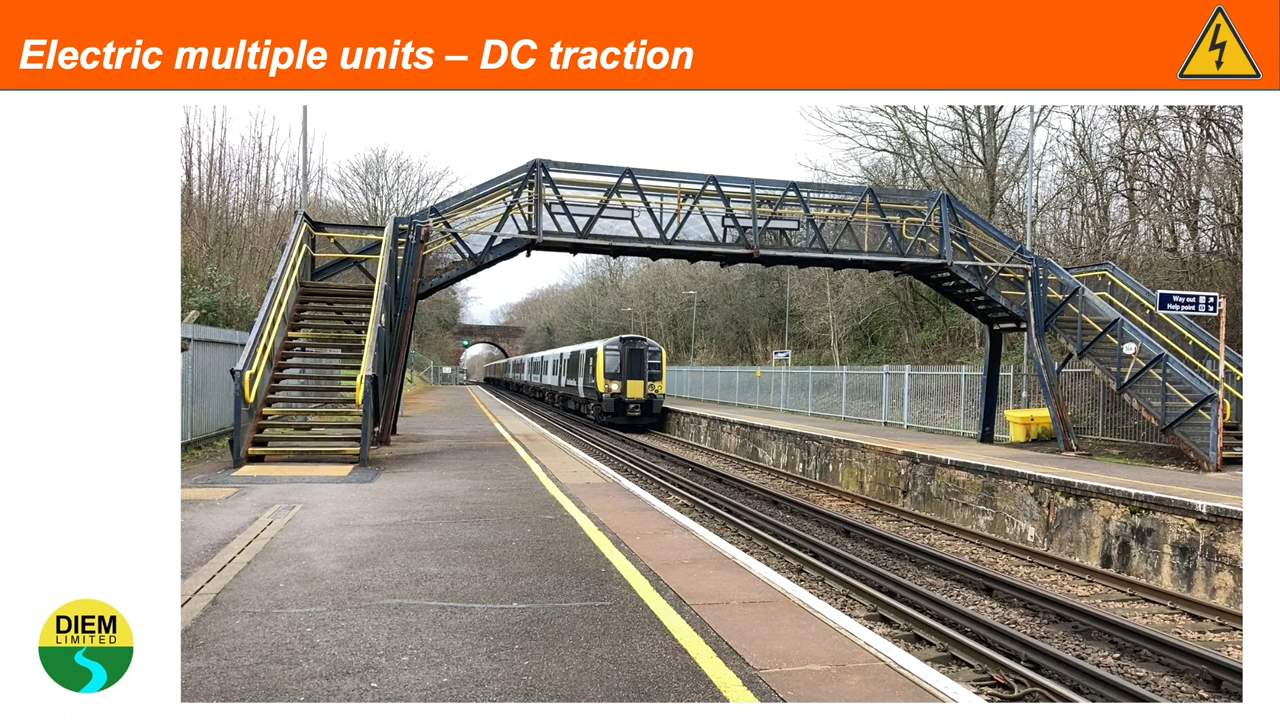 Electric multiple units – DC traction
Way out
Help point
DIEM
LIMITED